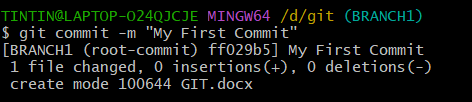 TINTIN@LAPTOP-O24QJCJE MINGW64 /d/git (BRANCH1)
$ git commit -m "My First Commit"
[BRANCH1 (root-commit) ff029b5] My First Commit
 1 file changed, 0 insertions(+), 0 deletions(-)
 create mode 100644 GIT.docx